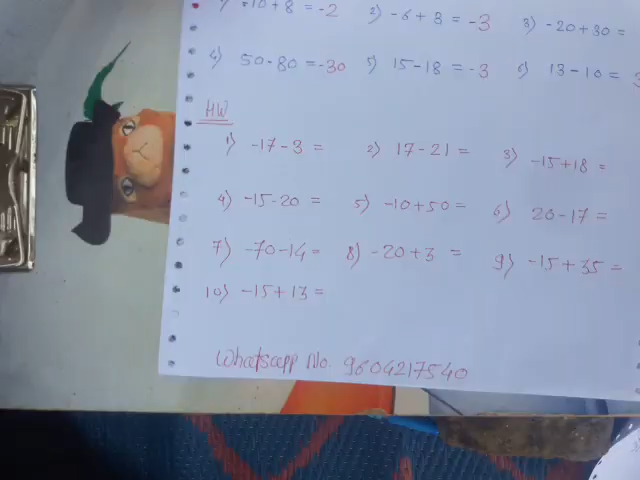 1) -10+8 = -2 2) -6+3 = -3 3) -20+30 =
4) 50-80 = -30 5) 15-18 = -3 6) 13-10 = 3
HW
1) -17-3 = 2) 17-21 = 3) -15+18 =
4) -15-20 = 5) -10+50 = 6) 20-17 =
7) -70-14= 8) -20+3 = 9) -15+35 =
10) -15+13 =
Whatsapp No. 9604217540